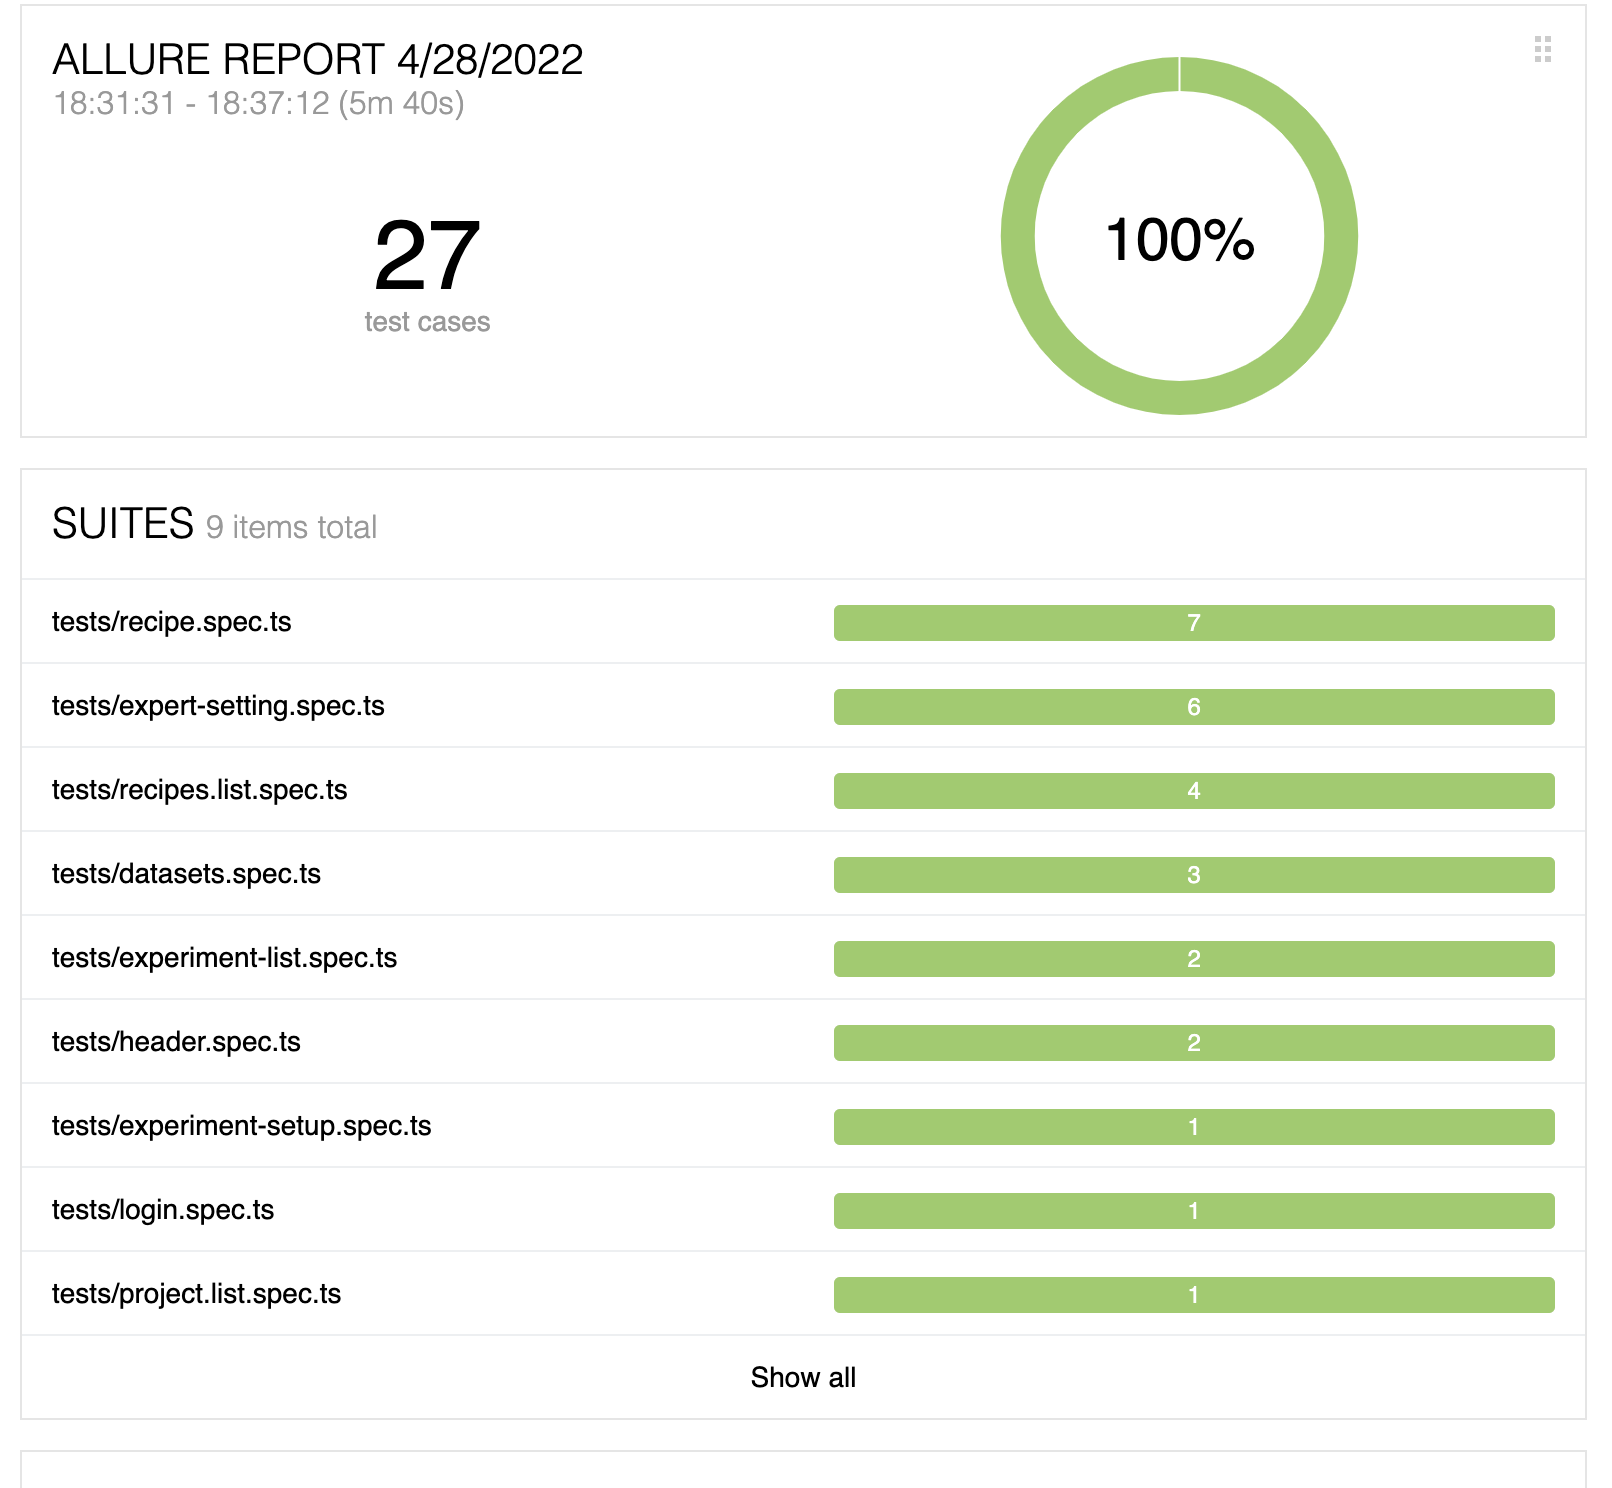 ALLURE REPORT 4/28/2022
18:31:31 - 18:37:12 (5m 40s)
27
test cases
100%
SUITES 9 items total
tests/recipe.spec.ts 7
tests/expert-setting.spec.ts 6
tests/recipes.list.spec.ts 4
tests/datasets.spec.ts 3
tests/experiment-list.spec.ts 2
tests/header.spec.ts 2
tests/experiment-setup.spec.ts 1
tests/login.spec.ts 1
tests/project.list.spec.ts 1
Show all